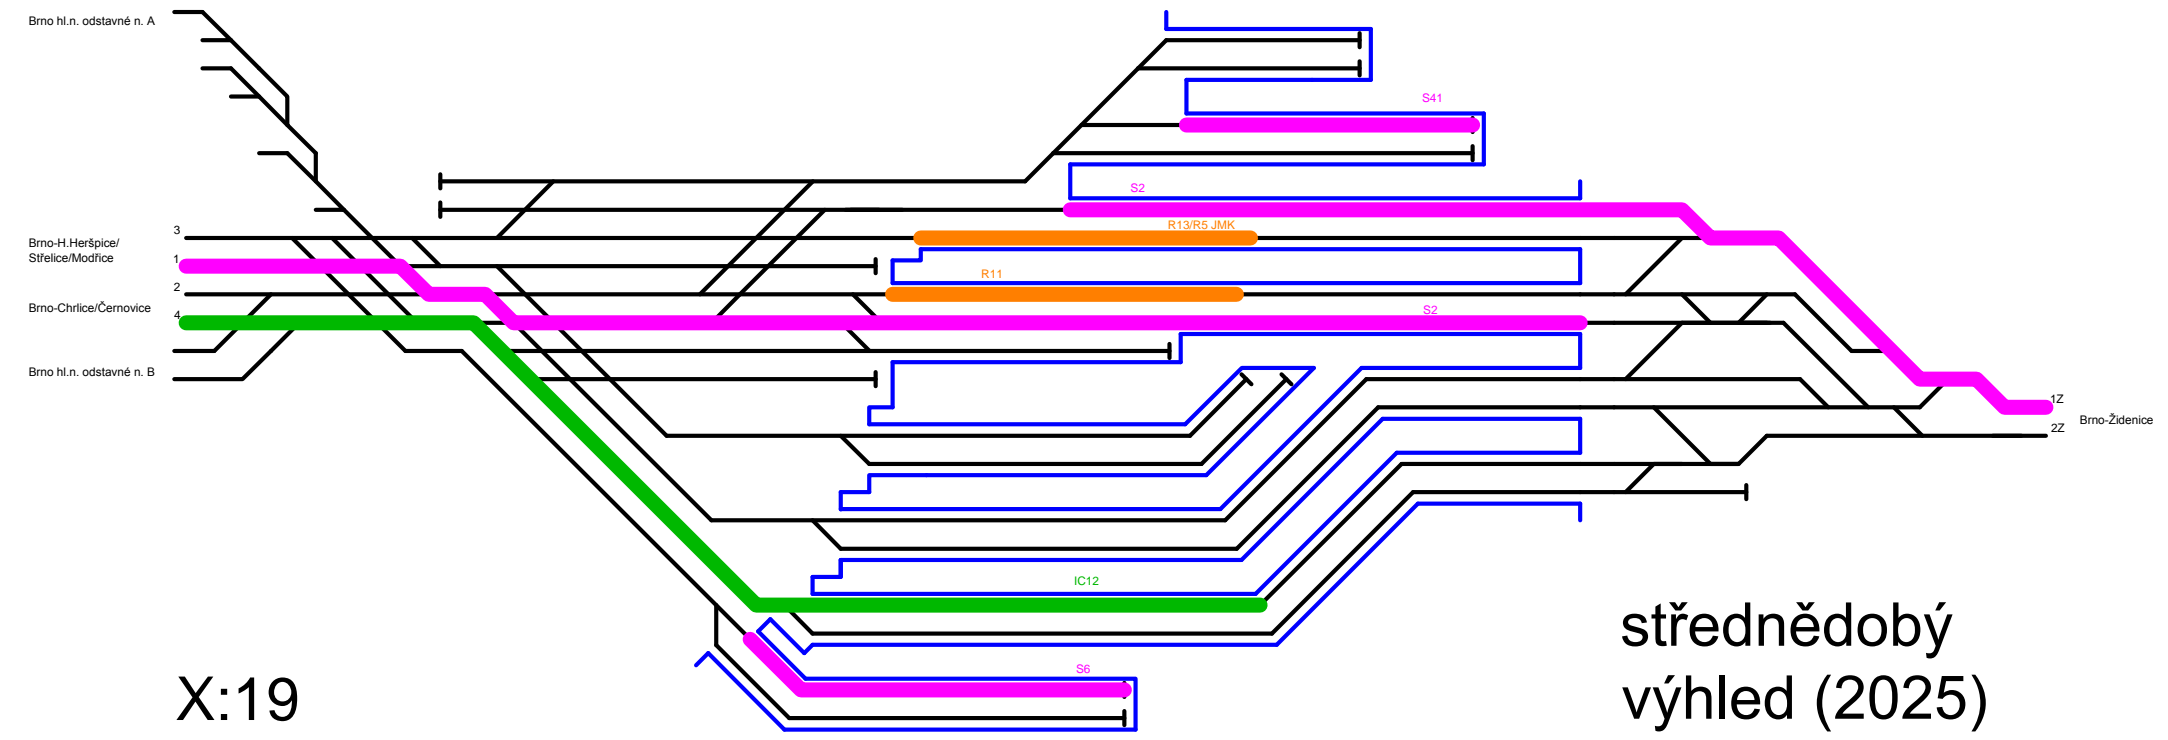 Brno hl.n. odstavné n. A
S41
S2
R13/R5 JMK
3
Brno-H.Heršpice/
Střelice/Modřice
1
R11
2
Brno-Chrlice/Černovice
4
S2
Brno hl.n. odstavné n. B
1Z
Brno-Židenice
2Z
IC12
S6
střednědobý
výhled (2025)
X:19